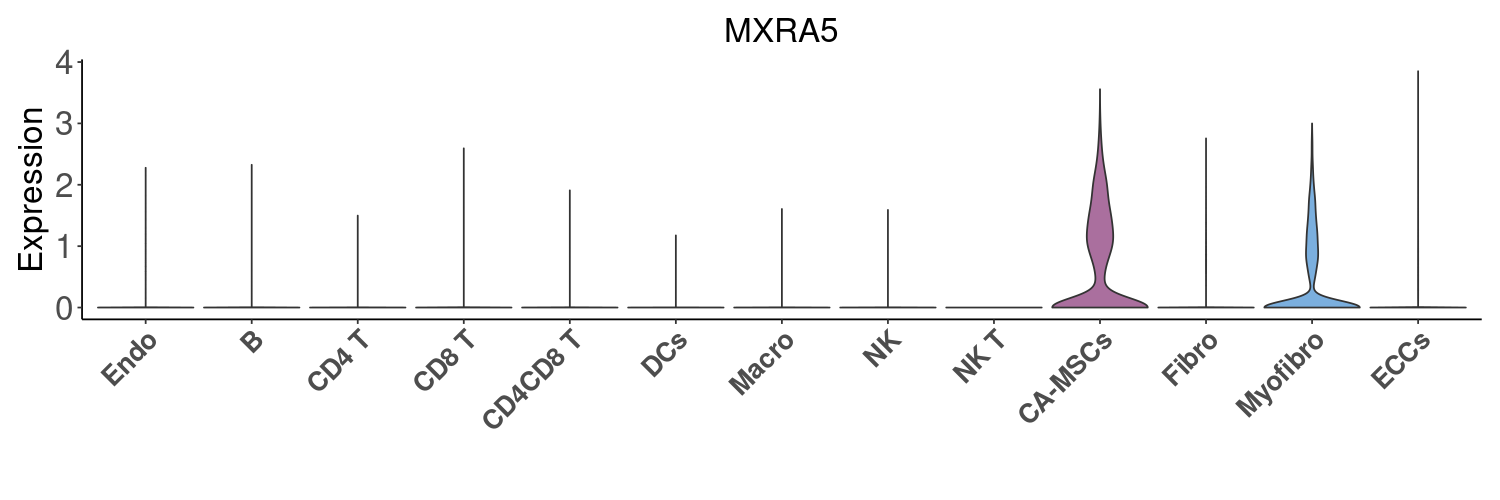 MXRA5
Expression
4
3
2
1
0
Endo
B
CD4 T
CD8 T
CD4CD8 T
DCs
Macro
NK
NK T
CA-MSCs
Fibro
Myofibro
ECCs